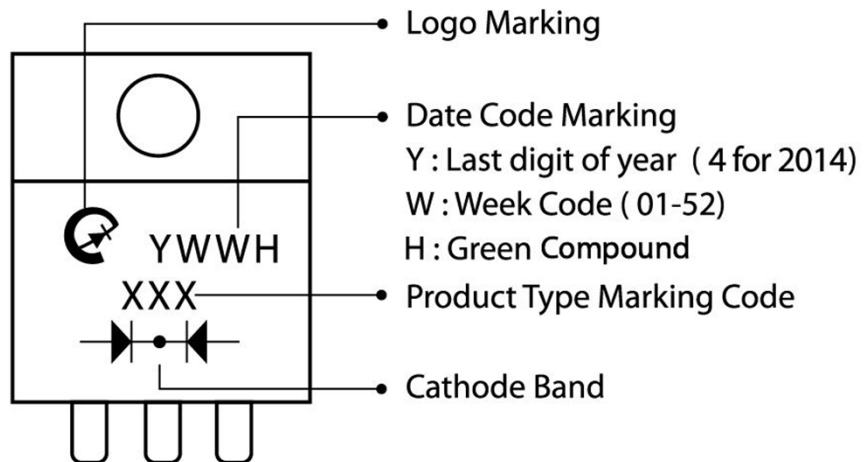 Logo Marking
Date Code Marking
Y : Last digit of year ( 4 for 2014)
W : Week Code ( 01-52)
H : Green Compound
YWWH
XXX
Product Type Marking Code
Cathode Band